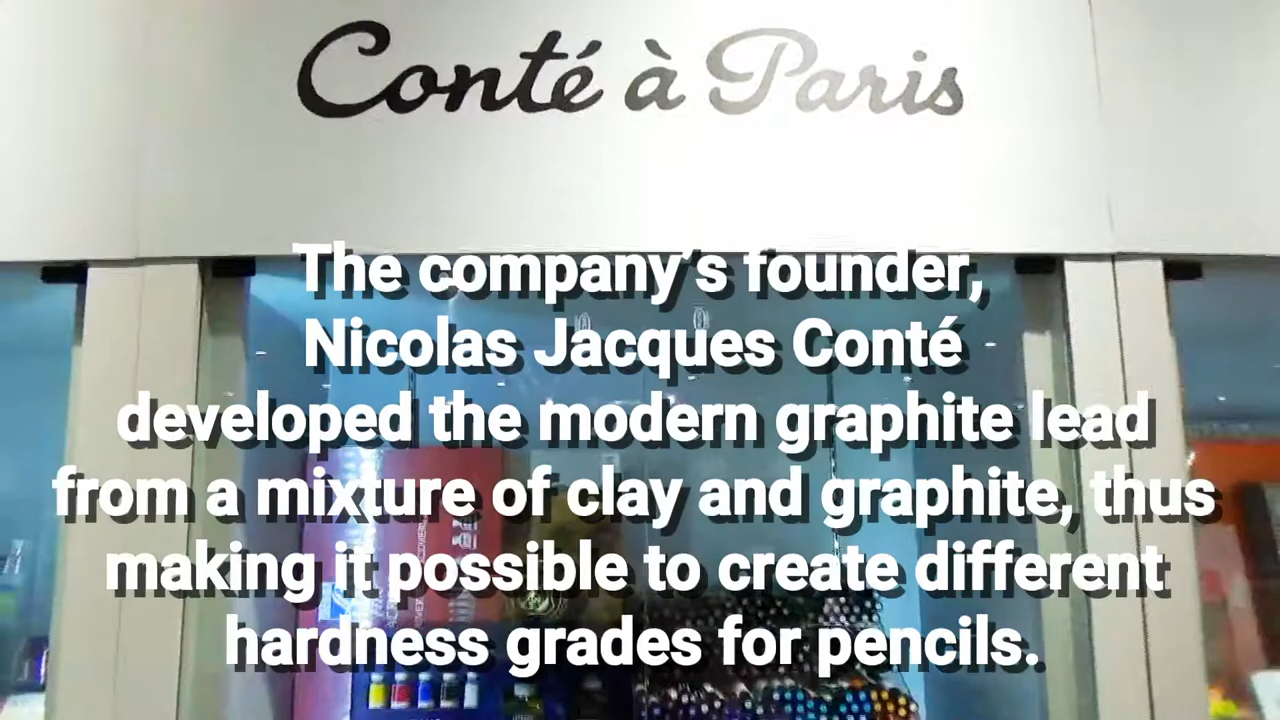 Conté à Paris
The company's founder,
Nicolas Jacques Conté
developed the modern graphite lead
from a mixture of clay and graphite, thus
making it possible to create different
hardness grades for pencils.